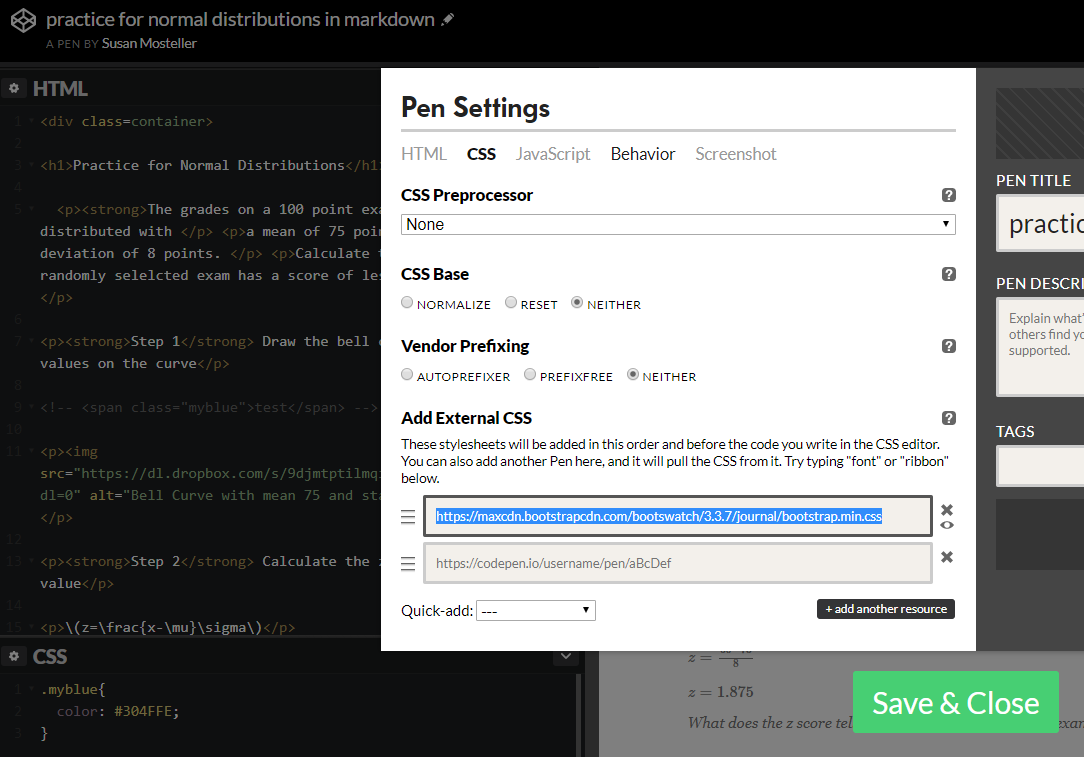 practice for normal distributions in markdown
A PEN BY Susan Mosteller
HTML
1 <div class=container>
2
3 <h1>Practice for Normal Distributions</h1
4
5 <p><strong>The grades on a 100 point exa
distributed with </p> <p>a mean of 75 poin
deviation of 8 points. </p> <p>Calculate t
randomly selelcted exam has a score of les
</p>
6
7 <p><strong>Step 1</strong> Draw the bell c
values on the curve</p>
8
9 <!-- <span class="myblue">test</span> -->
10
11 <p><img
src="https://dl.dropbox.com/s/9djmtptilmq
dl=0" alt="Bell Curve with mean 75 and sta
</p>
12
13 <p><strong>Step 2</strong> Calculate the z
value</p>
14
15 <p>\(z=\frac{x-\mu}\sigma\)</p>
CSS
1 .myblue{
2 color: #304FFE;
3 }
Pen Settings
HTML CSS JavaScript Behavior Screenshot
CSS Preprocessor ?
None
CSS Base ?
NORMALIZE RESET NEITHER
Vendor Prefixing ?
AUTOPREFIXER PREFIXFREE NEITHER
Add External CSS ?
These stylesheets will be added in this order and before the code you write in the CSS editor.
You can also add another Pen here, and it will pull the CSS from it. Try typing "font" or "ribbon"
below.
https://maxcdn.bootstrapcdn.com/bootswatch/3.3.7/journal/bootstrap.min.css
https://codepen.io/username/pen/aBcDef
Quick-add: ---
+ add another resource
PEN TITLE
practic
PEN DESCRI
Explain what'
others find yo
supported.
TAGS
z = 8
z = 1.875
What does the z score tel
exam
Save & Close